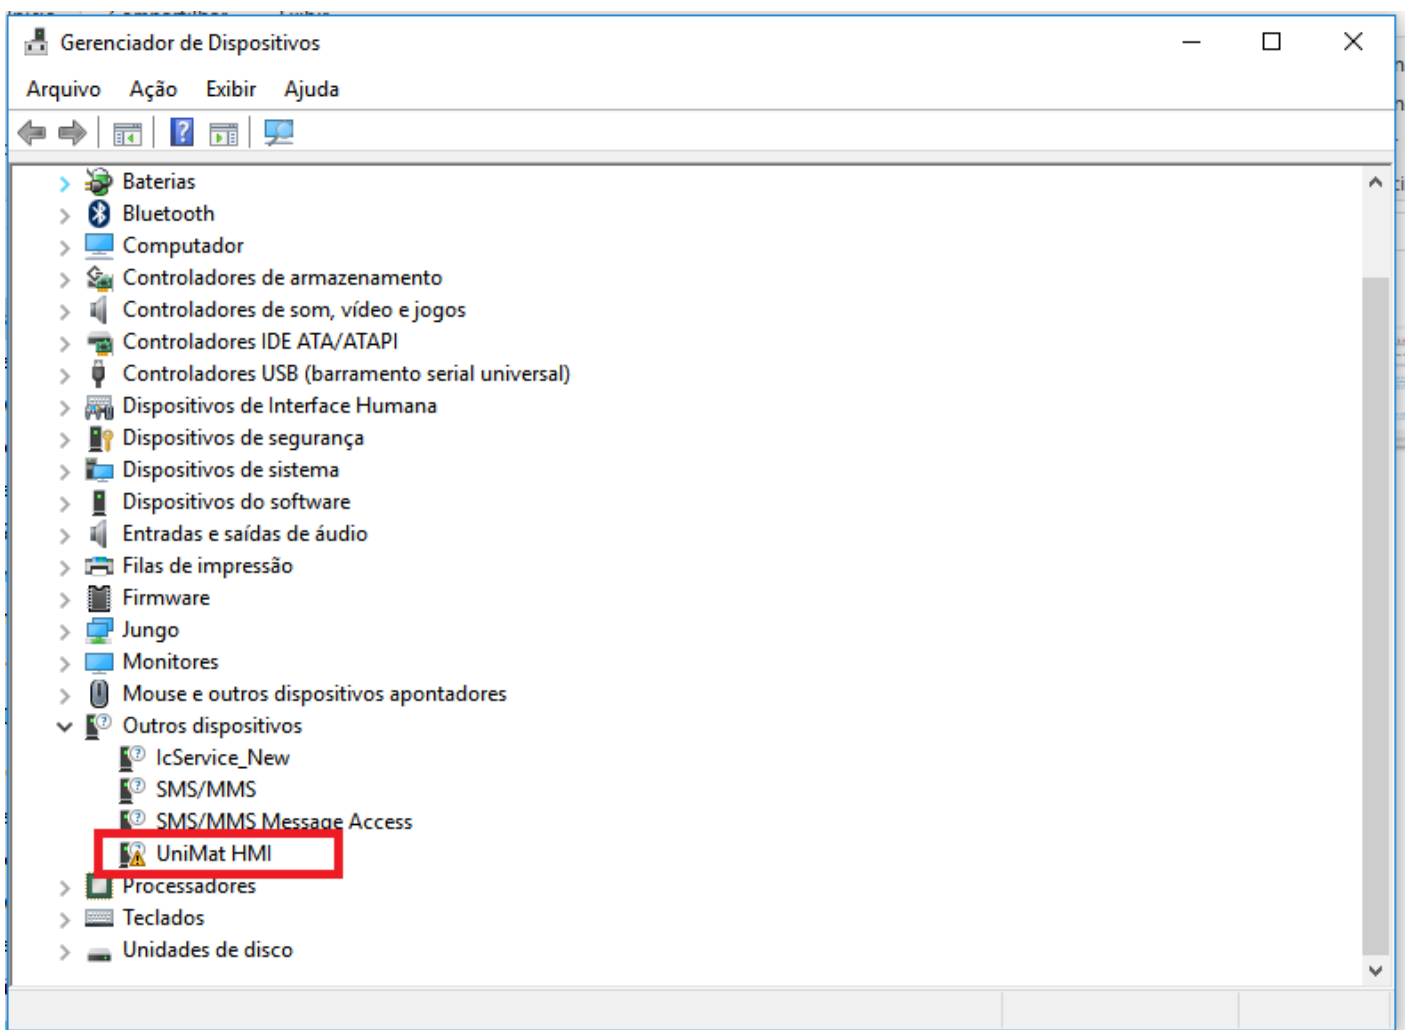 Gerenciador de Dispositivos
Arquivo Ação Exibir Ajuda
Baterias
Bluetooth
Computador
Controladores de armazenamento
Controladores de som, vídeo e jogos
Controladores IDE ATA/ATAPI
Controladores USB (barramento serial universal)
Dispositivos de Interface Humana
Dispositivos de segurança
Dispositivos de sistema
Dispositivos do software
Entradas e saídas de áudio
Filas de impressão
Firmware
Jungo
Monitores
Mouse e outros dispositivos apontadores
Outros dispositivos
IcService_New
SMS/MMS
SMS/MMS Message Access
UniMat HMI
Processadores
Teclados
Unidades de disco